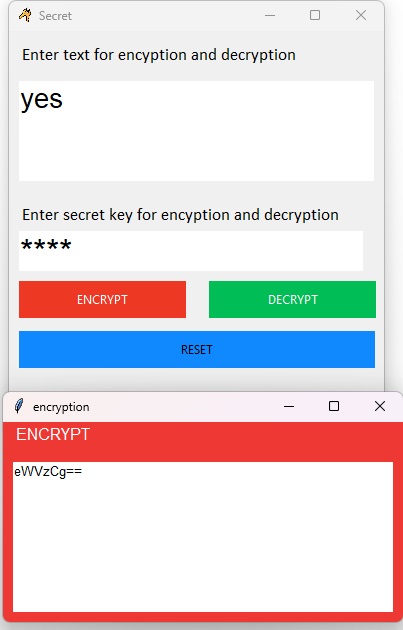 Secret
Enter text for encyption and decryption
yes
Enter secret key for encyption and decryption
****
ENCRYPT DECRYPT
RESET
encryption
ENCRYPT
eWVzCg==